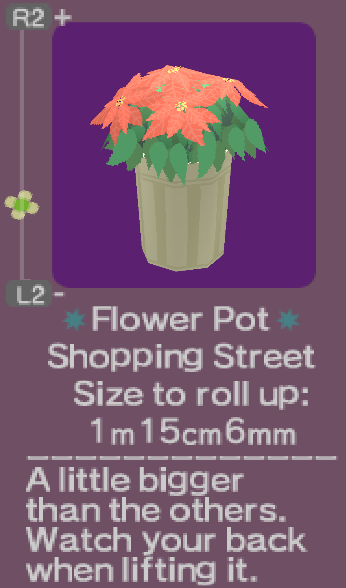 R2 +
L2 -
Flower Pot
Shopping Street
Size to roll up:
1m15cm6mm
A little bigger
than the others.
Watch your back
when lifting it.